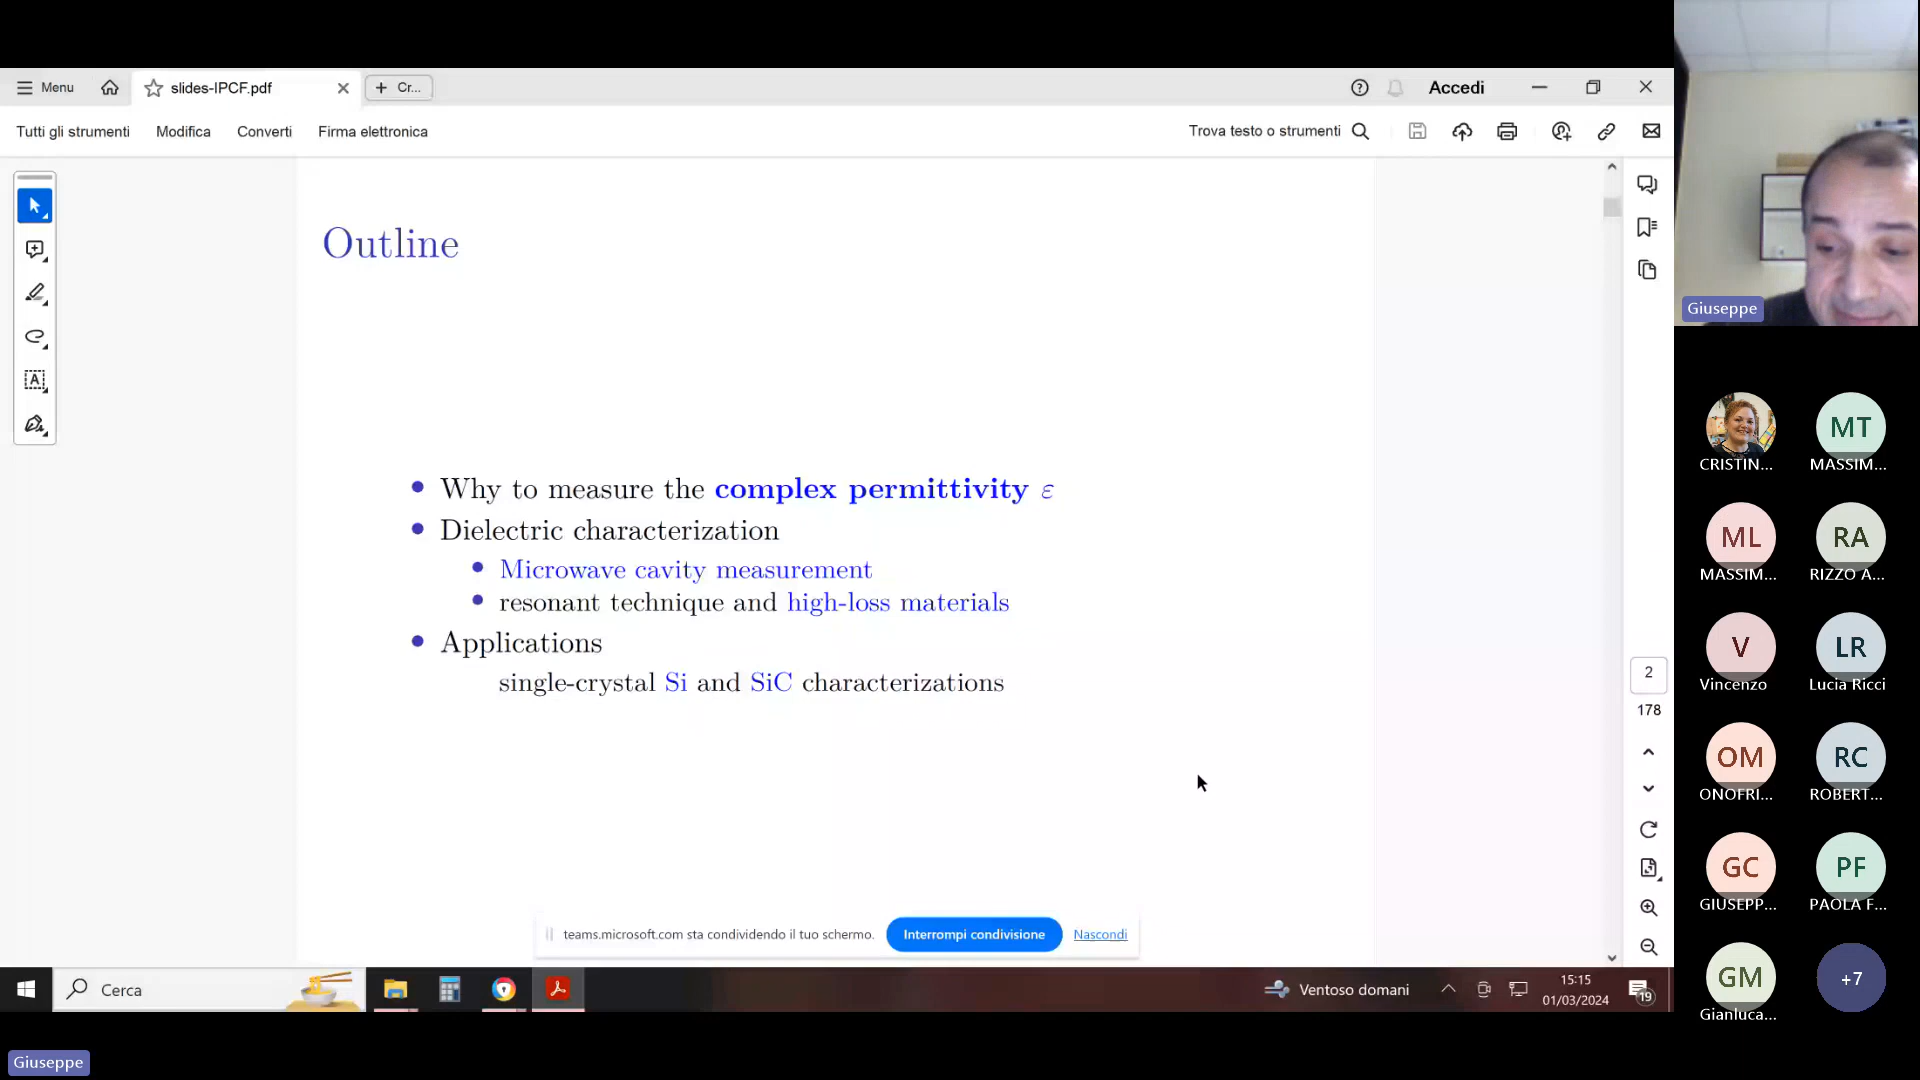 Menu
slides-IPCF.pdf
Cr...
Accedi
Tutti gli strumenti
Modifica
Converti
Firma elettronica
Trova testo o strumenti
Outline
Why to measure the complex permittivity ε
Dielectric characterization
Microwave cavity measurement
resonant technique and high-loss materials
Applications
single-crystal Si and SiC characterizations
2
178
teams.microsoft.com sta condividendo il tuo schermo.
Interrompi condivisione
Nascondi
Cerca
Ventoso domani
15:15
01/03/2024
19
Giuseppe
Giuseppe
CRISTIN...
MT
MASSIM...
ML
MASSIM...
RA
RIZZO A...
V
Vincenzo
LR
Lucia Ricci
OM
ONOFRI...
RC
ROBERT...
GC
GIUSEPP...
PF
PAOLA F...
GM
Gianluca...
+7